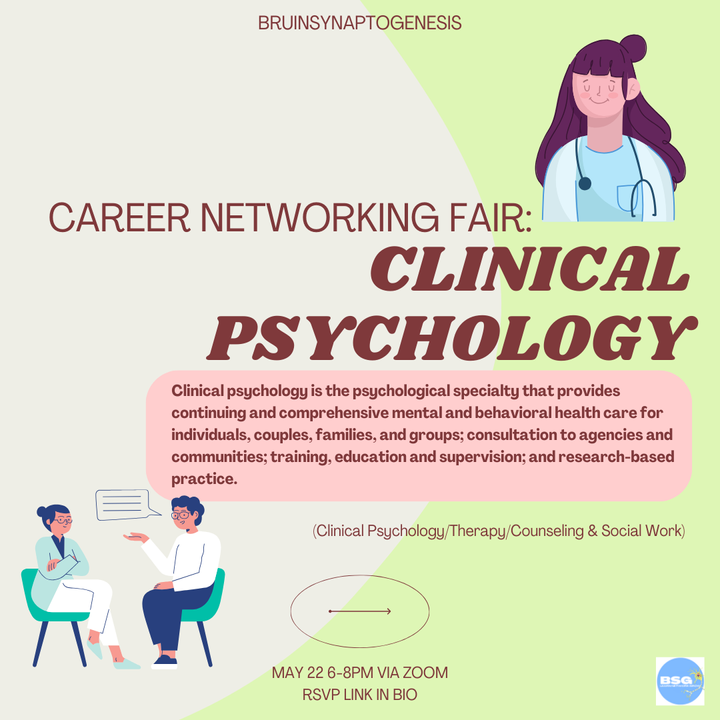 BRUINSYNAPTOGENESIS
CAREER NETWORKING FAIR:
CLINICAL
PSYCHOLOGY
Clinical psychology is the psychological specialty that provides
continuing and comprehensive mental and behavioral health care for
individuals, couples, families, and groups; consultation to agencies and
communities; training, education and supervision; and research-based
practice.
(Clinical Psychology/Therapy/Counseling & Social Work)
MAY 22 6-8PM VIA ZOOM
RSVP LINK IN BIO
BSG